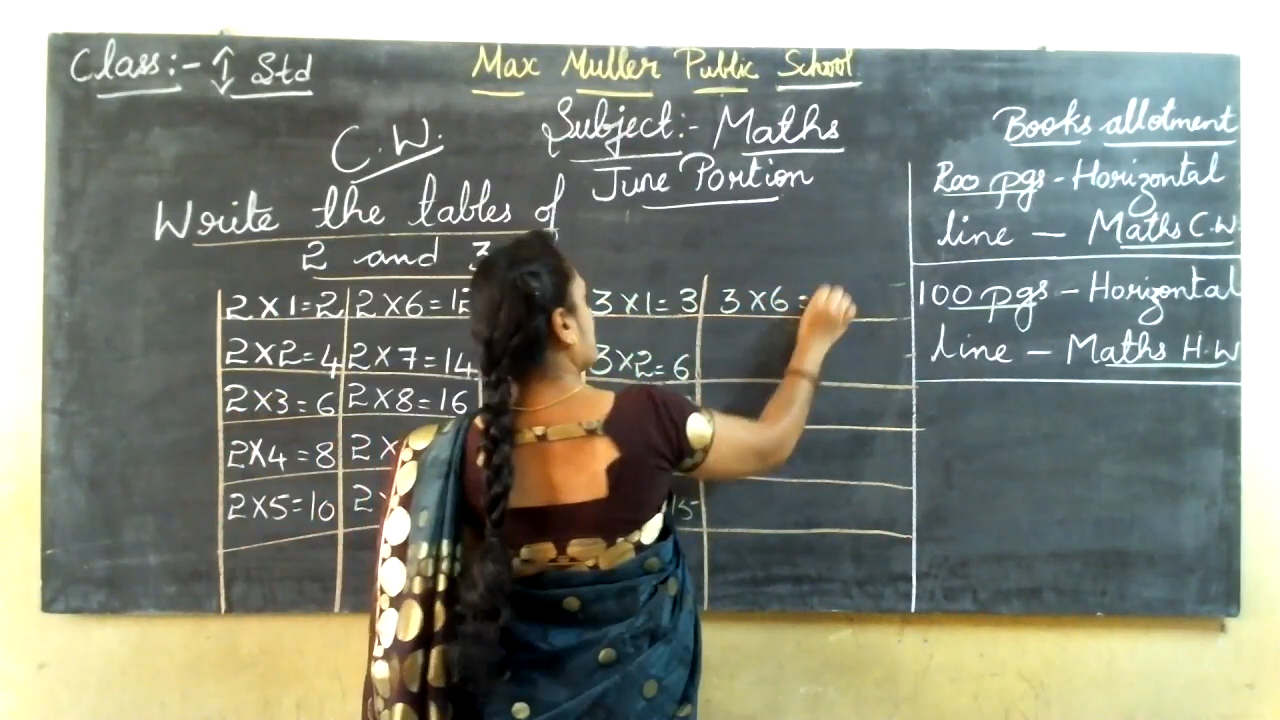 Class:- I Std
Max Muller Public School
C.W.
Subject:- Maths
June Portion
Write the tables of
2 and 3
2X1=2 2X6=12 3X1=3 3X6=
2X2=4 2X7=14 3X2=6
2X3=6 2X8=16
2X4=8 2X
2X5=10 2X 15
Books allotment
200 pgs - Horizontal
line - Maths C.W.
100 pgs - Horizontal
line - Maths H.W